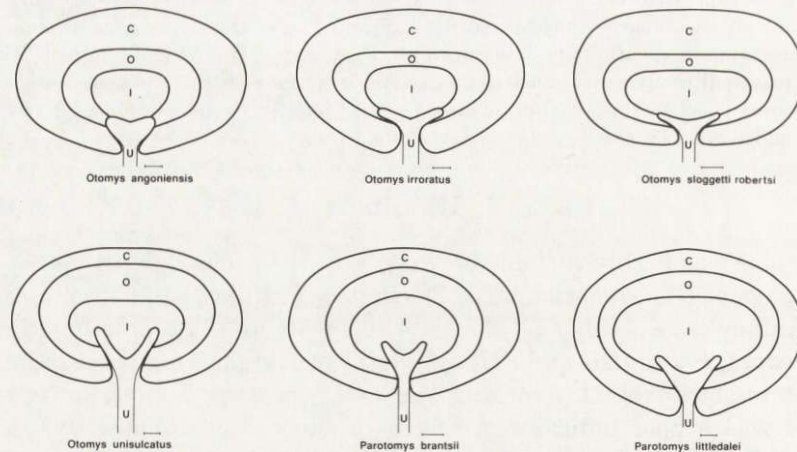 C
O
I
U
Otomys angoniensis
C
O
I
U
Otomys irroratus
C
O
I
U
Otomys sloggetti robertsi
C
O
I
U
Otomys unisulcatus
C
O
I
U
Parotomys brantsii
C
O
I
U
Parotomys littledalei